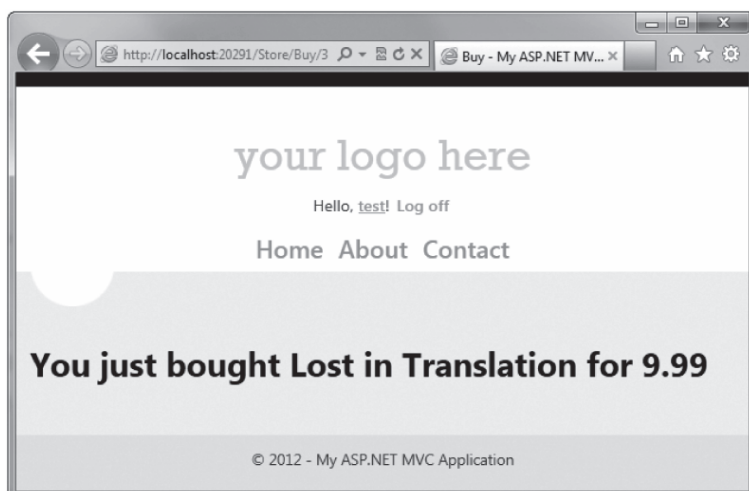 http://localhost:20291/Store/Buy/3
Buy - My ASP.NET MV...
your logo here
Hello, test! Log off
Home About Contact
You just bought Lost in Translation for 9.99
© 2012 - My ASP.NET MVC Application